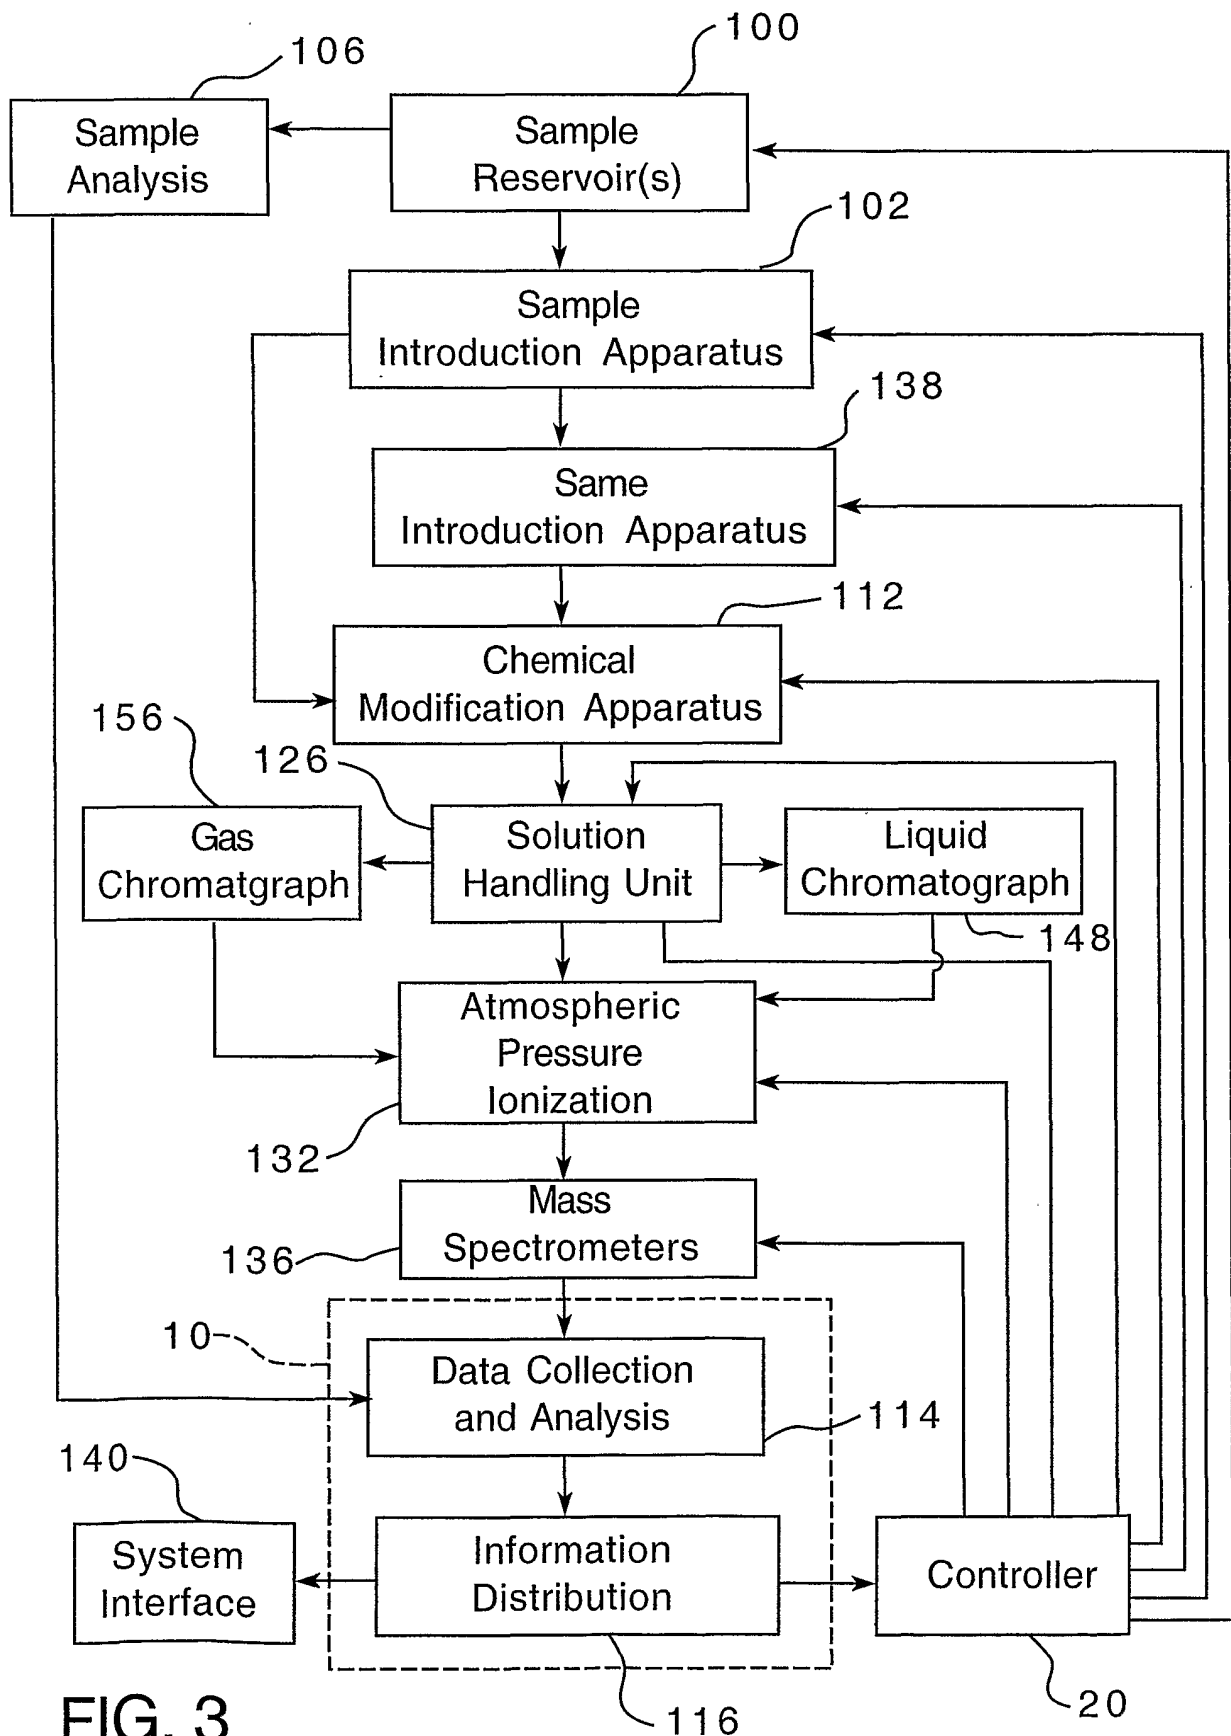 100
106
Sample
Analysis
Sample
Reservoir(s)
102
Sample
Introduction Apparatus
138
Same
Introduction Apparatus
112
Chemical
Modification Apparatus
156
126
Gas
Chromatgraph
Solution
Handling Unit
Liquid
Chromatograph
148
Atmospheric
Pressure
Ionization
132
Mass
Spectrometers
136
10
Data Collection
and Analysis
114
140
System
Interface
Information
Distribution
Controller
116
20
FIG. 3